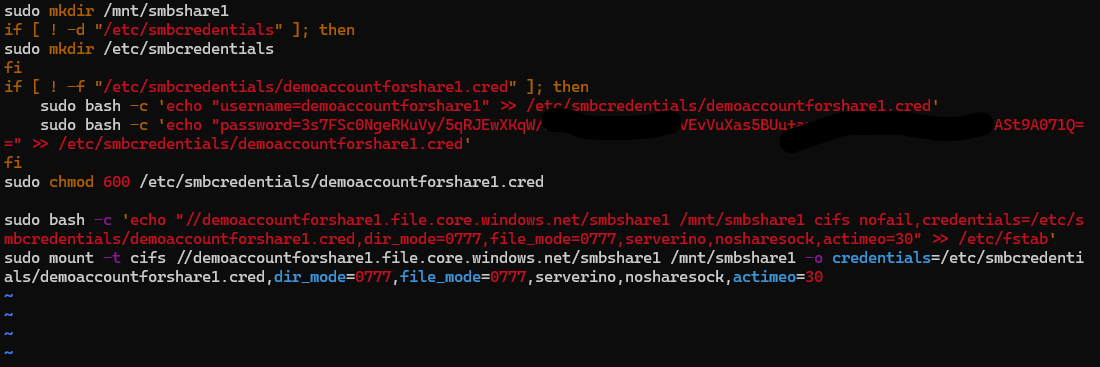 sudo mkdir /mnt/smbshare1
if [ ! -d "/etc/smbcredentials" ]; then
sudo mkdir /etc/smbcredentials
fi
if [ ! -f "/etc/smbcredentials/demoaccountforshare1.cred" ]; then
    sudo bash -c 'echo "username=demoaccountforshare1" >> /etc/smbcredentials/demoaccountforshare1.cred'
    sudo bash -c 'echo "password=3s7FSc0NgeRKuVy/5qRJEwXKqW/ VEvVuXas5BUu+ ASt9A071Q=
=" >> /etc/smbcredentials/demoaccountforshare1.cred'
fi
sudo chmod 600 /etc/smbcredentials/demoaccountforshare1.cred
sudo bash -c 'echo "//demoaccountforshare1.file.core.windows.net/smbshare1 /mnt/smbshare1 cifs nofail,credentials=/etc/s
mbcredentials/demoaccountforshare1.cred,dir_mode=0777,file_mode=0777,serverino,nosharesock,actimeo=30" >> /etc/fstab'
sudo mount -t cifs //demoaccountforshare1.file.core.windows.net/smbshare1 /mnt/smbshare1 -o credentials=/etc/smbcredenti
als/demoaccountforshare1.cred,dir_mode=0777,file_mode=0777,serverino,nosharesock,actimeo=30
~
~
~
~